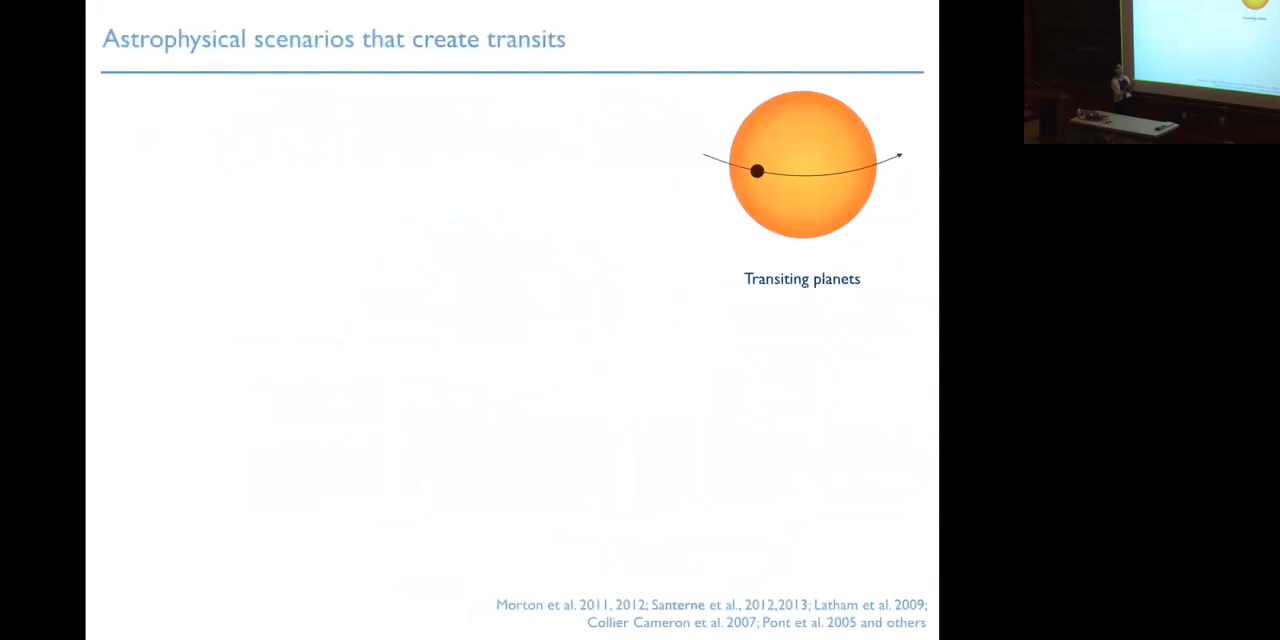 Astrophysical scenarios that create transits
Transiting planets
Morton et al. 2011, 2012; Santerne et al., 2012,2013; Latham et al. 2009;
Collier Cameron et al. 2007; Pont et al. 2005 and others